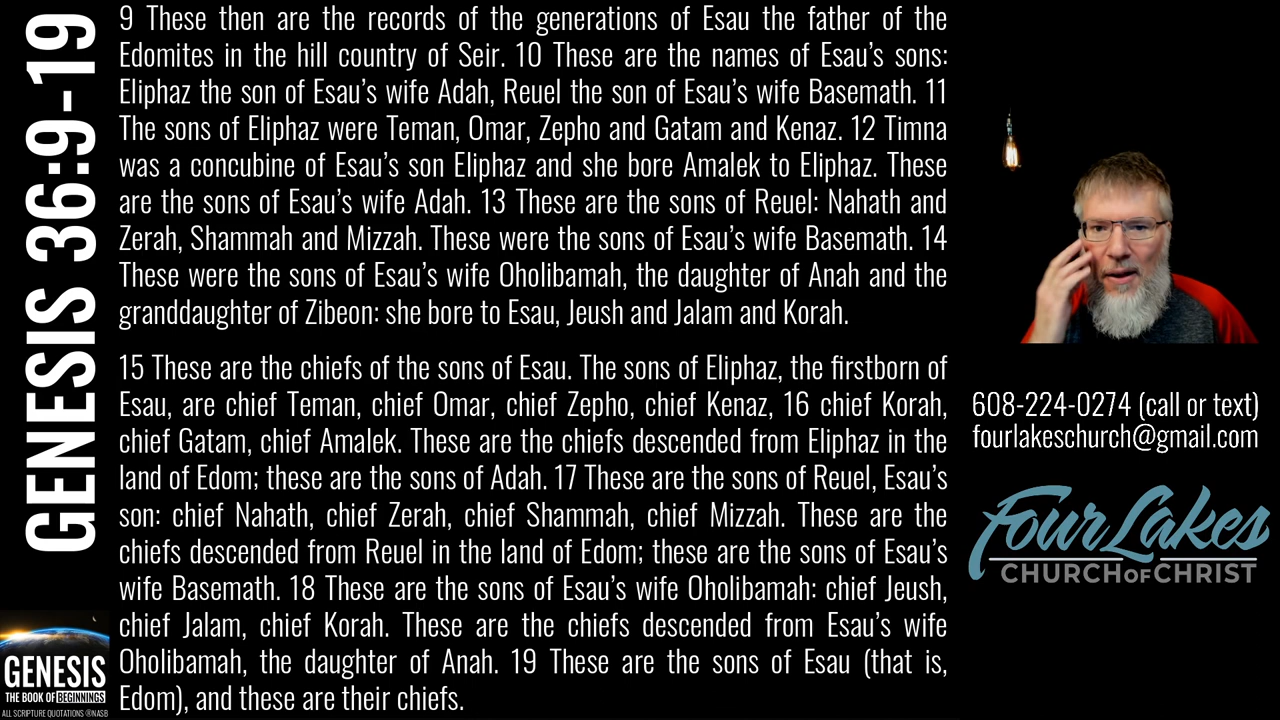 GENESIS 36:9-19
9 These then are the records of the generations of Esau the father of the
Edomites in the hill country of Seir. 10 These are the names of Esau’s sons:
Eliphaz the son of Esau’s wife Adah, Reuel the son of Esau’s wife Basemath. 11
The sons of Eliphaz were Teman, Omar, Zepho and Gatam and Kenaz. 12 Timna
was a concubine of Esau’s son Eliphaz and she bore Amalek to Eliphaz. These
are the sons of Esau’s wife Adah. 13 These are the sons of Reuel: Nahath and
Zerah, Shammah and Mizzah. These were the sons of Esau’s wife Basemath. 14
These were the sons of Esau’s wife Oholibamah, the daughter of Anah and the
granddaughter of Zibeon: she bore to Esau, Jeush and Jalam and Korah.
15 These are the chiefs of the sons of Esau. The sons of Eliphaz, the firstborn of
Esau, are chief Teman, chief Omar, chief Zepho, chief Kenaz, 16 chief Korah,
chief Gatam, chief Amalek. These are the chiefs descended from Eliphaz in the
land of Edom; these are the sons of Adah. 17 These are the sons of Reuel, Esau’s
son: chief Nahath, chief Zerah, chief Shammah, chief Mizzah. These are the
chiefs descended from Reuel in the land of Edom; these are the sons of Esau’s
wife Basemath. 18 These are the sons of Esau’s wife Oholibamah: chief Jeush,
chief Jalam, chief Korah. These are the chiefs descended from Esau’s wife
Oholibamah, the daughter of Anah. 19 These are the sons of Esau (that is,
Edom), and these are their chiefs.
GENESIS
THE BOOK OF BEGINNINGS
ALL SCRIPTURE QUOTATIONS ®NASB
608-224-0274 (call or text)
fourlakeschurch@gmail.com
Four Lakes
CHURCH OF CHRIST